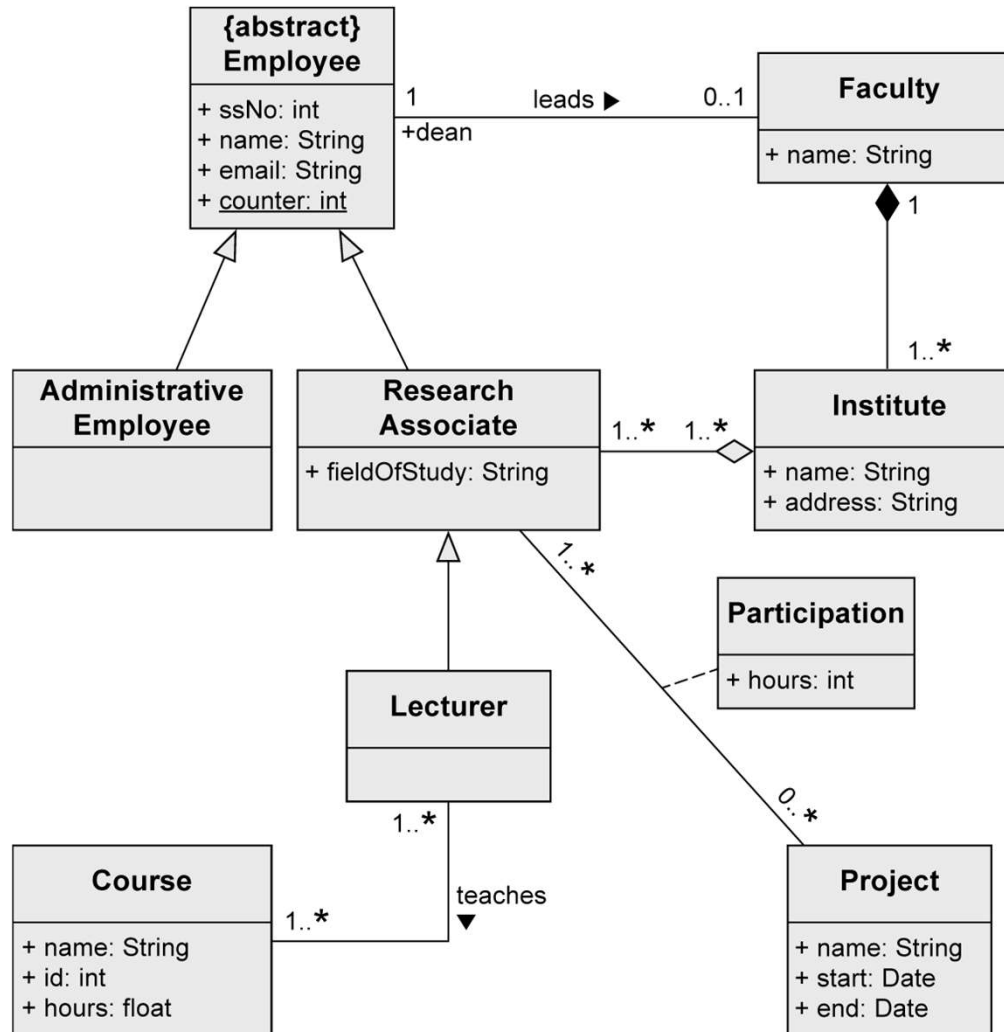 {abstract}
Employee
+ ssNo: int
+ name: String
+ email: String
+ counter: int
1
+dean
leads ▶
0..1
Faculty
+ name: String
1
1..*
Administrative
Employee
Research
Associate
+ fieldOfStudy: String
1..*
1..*
Institute
+ name: String
+ address: String
1..*
Participation
+ hours: int
Lecturer
1..*
0..*
teaches
▼
Course
+ name: String
+ id: int
+ hours: float
1..*
Project
+ name: String
+ start: Date
+ end: Date